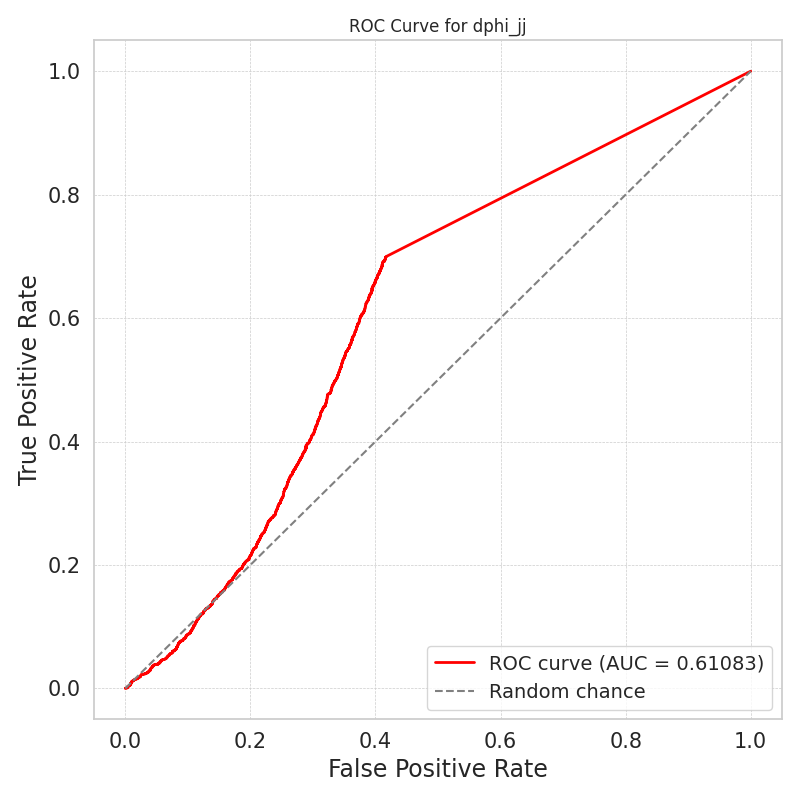 ROC Curve for dphi_jj
1.0
0.8
0.6
0.4
0.2
0.0
True Positive Rate
ROC curve (AUC = 0.61083)
Random chance
0.0 0.2 0.4 0.6 0.8 1.0
False Positive Rate